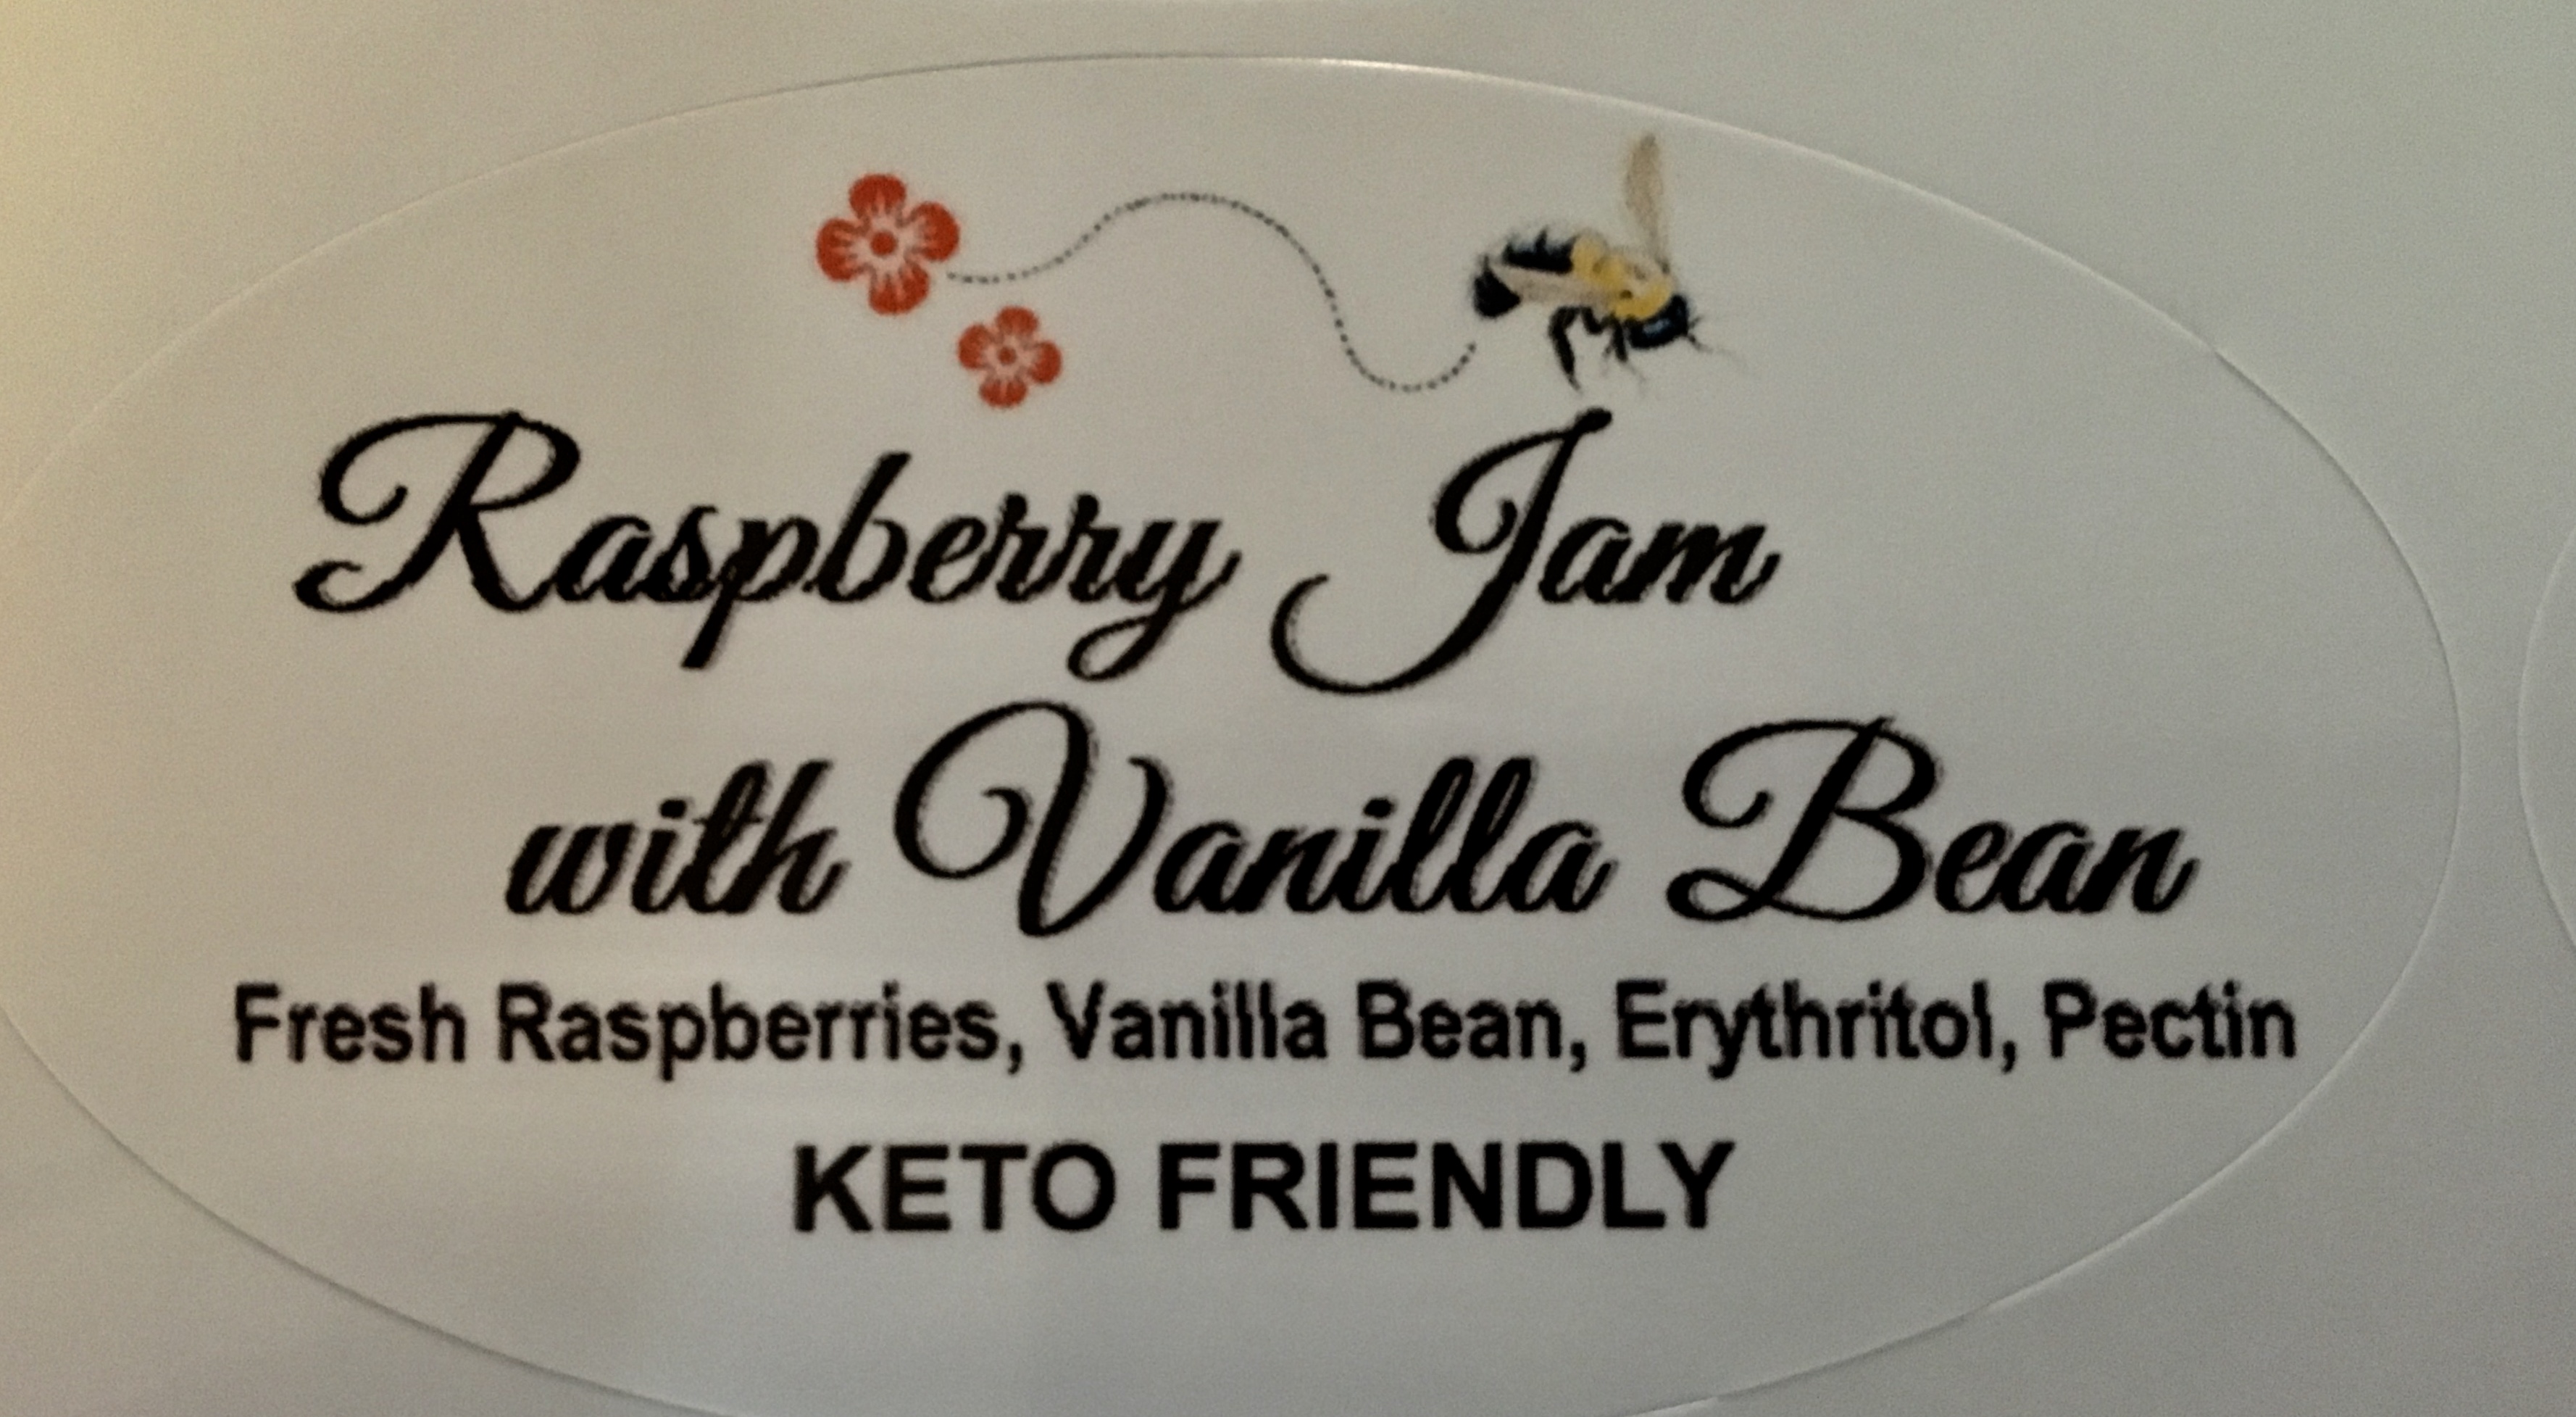 Raspberry Jam
with Vanilla Bean
Fresh Raspberries, Vanilla Bean, Erythritol, Pectin
KETO FRIENDLY